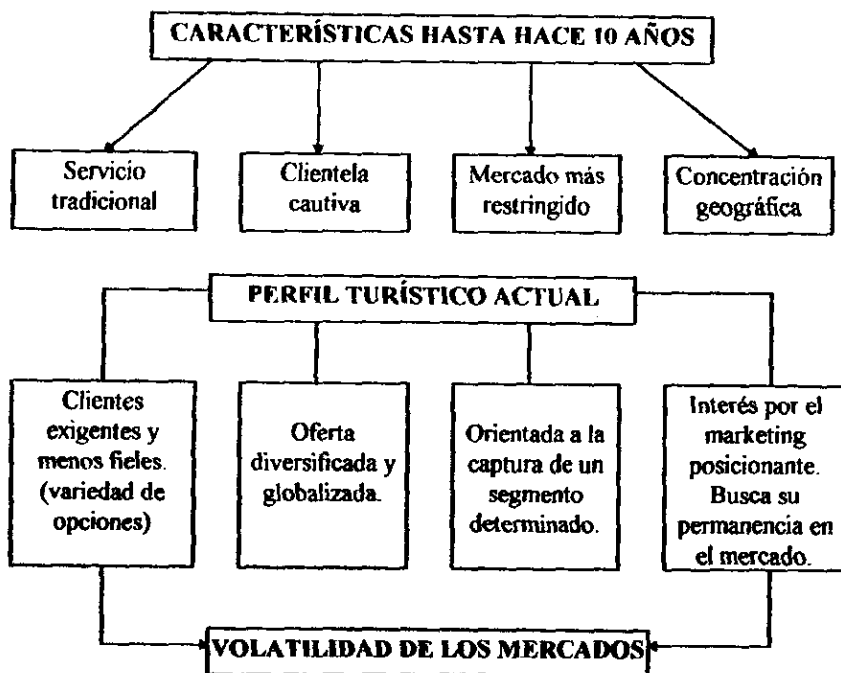 CARACTERÍSTICAS HASTA HACE 10 AÑOS
Servicio
tradicional
Clientela
cautiva
Mercado más
restringido
Concentración
geográfica
PERFIL TURÍSTICO ACTUAL
Clientes
exigentes y
menos fieles.
(variedad de
opciones)
Oferta
diversificada y
globalizada.
Orientada a la
captura de un
segmento
determinado.
Interés por el
marketing
posicionante.
Busca su
permanencia en
el mercado.
VOLATILIDAD DE LOS MERCADOS